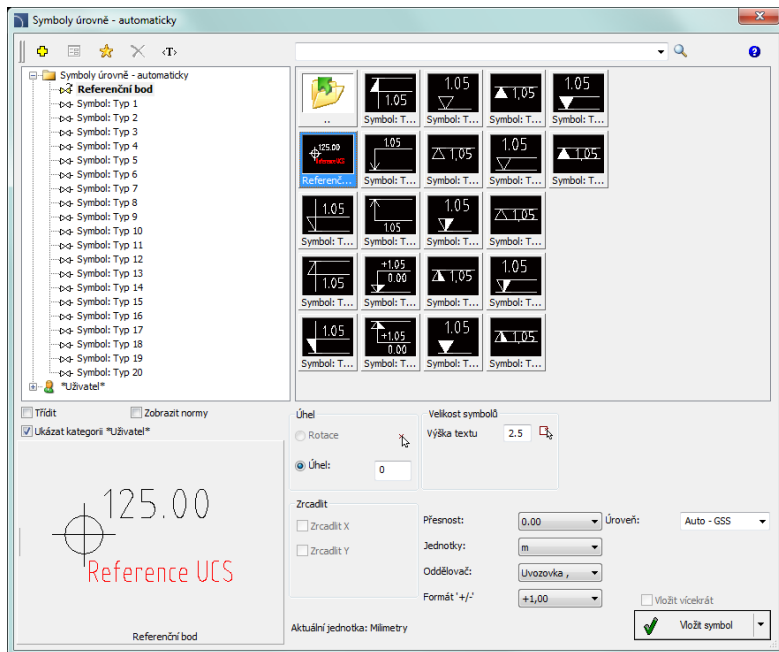 Symboly úrovně - automaticky
<T>
Symboly úrovně - automaticky
Referenční bod
Symbol: Typ 1
Symbol: Typ 2
Symbol: Typ 3
Symbol: Typ 4
Symbol: Typ 5
Symbol: Typ 6
Symbol: Typ 7
Symbol: Typ 8
Symbol: Typ 9
Symbol: Typ 10
Symbol: Typ 11
Symbol: Typ 12
Symbol: Typ 13
Symbol: Typ 14
Symbol: Typ 15
Symbol: Typ 16
Symbol: Typ 17
Symbol: Typ 18
Symbol: Typ 19
Symbol: Typ 20
*Uživatel*
1.05 1.05 1,05 1.05
.. Symbol: T... Symbol: T... Symbol: T... Symbol: T...
125.00 1.05 1,05 1.05 1,05
Reference UCS
Referenč... Symbol: T... Symbol: T... Symbol: T... Symbol: T...
1.05 1.05 1.05 1,05
Symbol: T... Symbol: T... Symbol: T... Symbol: T...
1.05 +1.05 0.00 1,05 1.05
Symbol: T... Symbol: T... Symbol: T... Symbol: T...
1.05 +1.05 0.00 1.05 1,05
Symbol: T... Symbol: T... Symbol: T... Symbol: T...
Třídit Zobrazit normy
Ukázat kategorii *Uživatel*
125.00
Reference UCS
Referenční bod
Úhel
Rotace
Úhel: 0
Velikost symbolů
Výška textu 2.5
Zrcadlit
Zrcadlit X
Zrcadlit Y
Přesnost: 0.00 Úroveň: Auto - GSS
Jednotky: m
Oddělovač: Uvozovka ,
Formát '+/-' +1,00
Vložit vícekrát
Aktuální jednotka: Milimetry
Vložit symbol